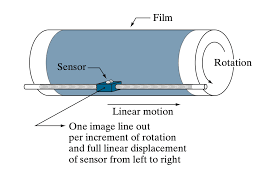 Film
Sensor
Rotation
Linear motion
One image line out
per increment of rotation
and full linear displacement
of sensor from left to right